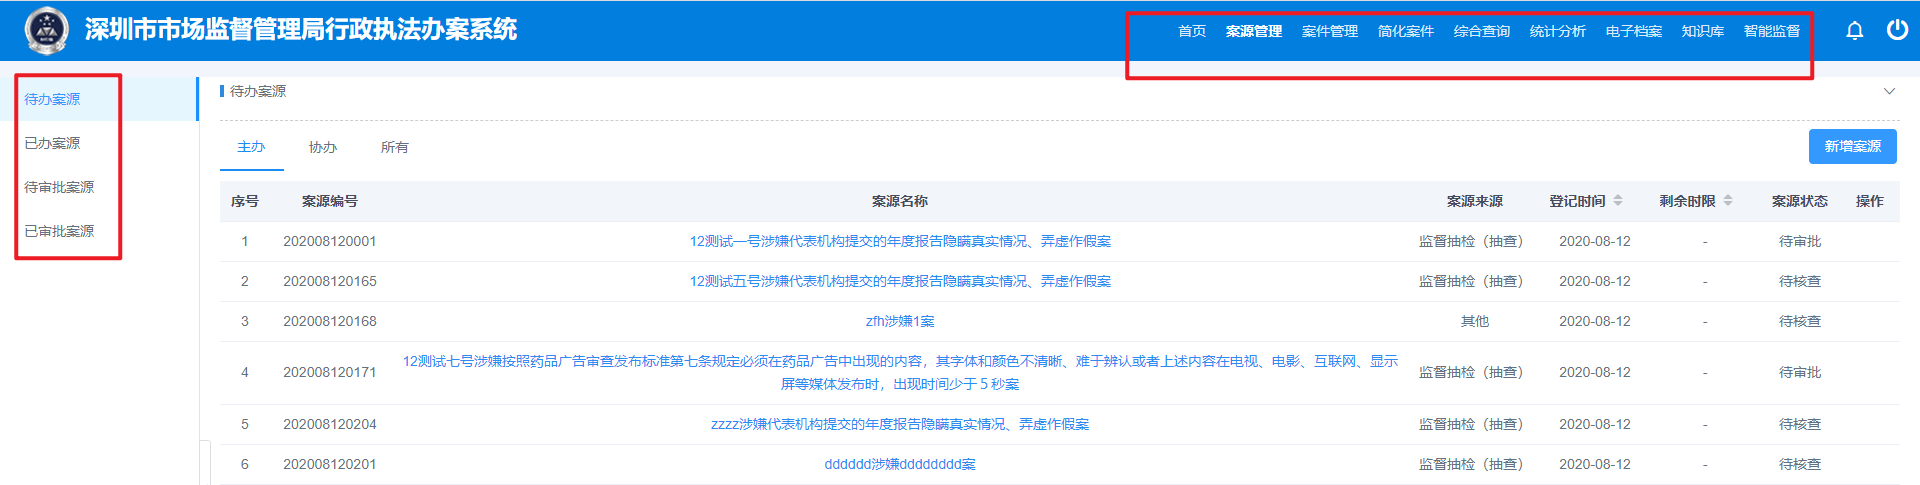 深圳市市场监督管理局行政执法办案系统
首页 案源管理 案件管理 简化案件 综合查询 统计分析 电子档案 知识库 智能监督
待办案源
已办案源
待审批案源
已审批案源
待办案源
主办 协办 所有
新增案源
序号 案源编号 案源名称 案源来源 登记时间 剩余时限 案源状态 操作
1 202008120001 12测试一号涉嫌代表机构提交的年度报告隐瞒真实情况、弄虚作假案 监督抽检（抽查） 2020-08-12 - 待审批
2 202008120165 12测试五号涉嫌代表机构提交的年度报告隐瞒真实情况、弄虚作假案 监督抽检（抽查） 2020-08-12 - 待核查
3 202008120168 zfh涉嫌1案 其他 2020-08-12 - 待核查
4 202008120171 12测试七号涉嫌按照药品广告审查发布标准第七条规定必须在药品广告中出现的内容，其字体和颜色不清晰、难于辨认或者上述内容在电视、电影、互联网、显示 监督抽检（抽查） 2020-08-12 - 待审批
屏等媒体发布时，出现时间少于５秒案
5 202008120204 zzzz涉嫌代表机构提交的年度报告隐瞒真实情况、弄虚作假案 监督抽检（抽查） 2020-08-12 - 待核查
6 202008120201 dddddd涉嫌dddddddd案 监督抽检（抽查） 2020-08-12 - 待核查